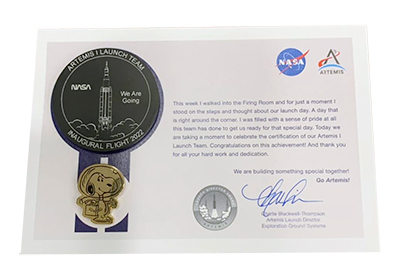 ARTEMIS I LAUNCH TEAM
NASA
We Are
Going
INAUGURAL FLIGHT 2022
NASA
ARTEMIS
This week I walked into the Firing Room and for just a moment I
stood on the steps and thought about our launch day. A day that
is right around the corner. I was filled with a sense of pride at all
this team has done to get us ready for that special day. Today we
are taking a moment to celebrate the certification of our Artemis I
Launch Team. Congratulations on this achievement! And thank you
for all your hard work and dedication.
We are building something special together!
Go Artemis!
Charlie Blackwell-Thompson
Artemis Launch Director
Exploration Ground Systems